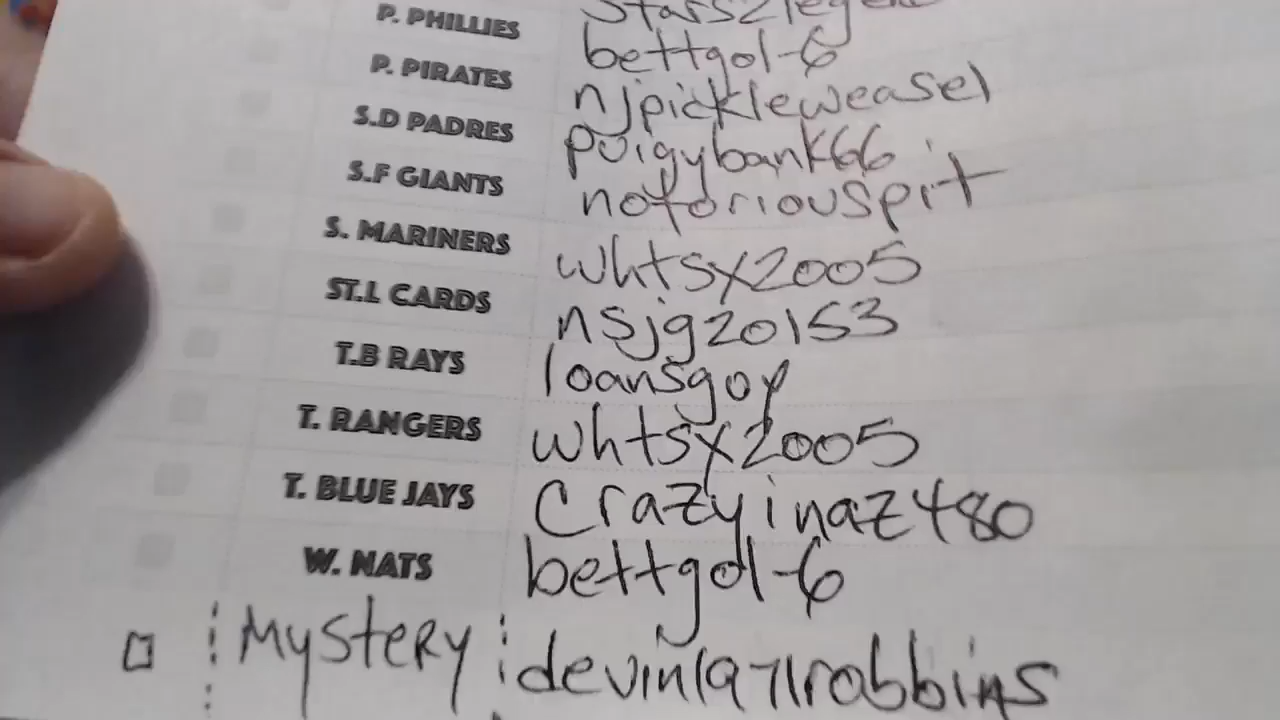 P. PHILLIES stars2legend
P. PIRATES bettgol-6
S.D PADRES njpickleweasel
S.F GIANTS puigybank66
S. MARINERS notoriouspit
ST.L CARDS whtsx2005
T.B RAYS nsjg20153
T. RANGERS loansgoy
T. BLUE JAYS whtsx2005
W. NATS crazyinaz480
bettgol-6
Mystery devin1971robbins